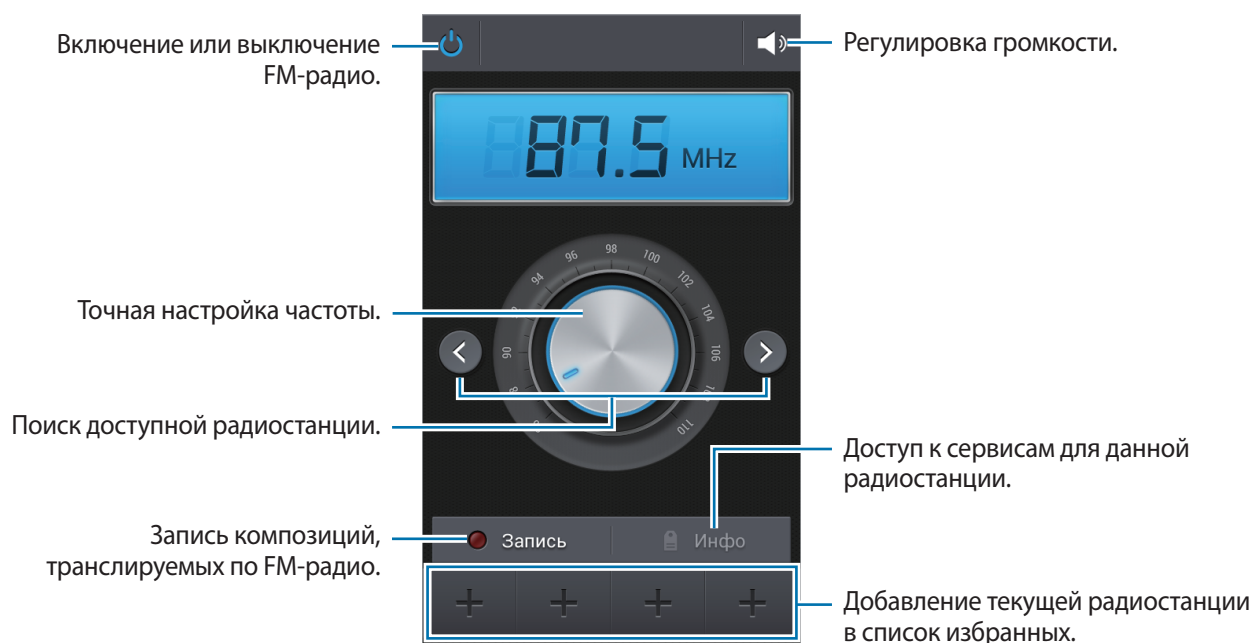 Включение или выключение
FM-радио.
Регулировка громкости.
87.5 MHz
94
96
98
100
102
104
106
90
110
Точная настройка частоты.
Поиск доступной радиостанции.
Доступ к сервисам для данной
радиостанции.
Запись композиций,
транслируемых по FM-радио.
Запись
Инфо
Добавление текущей радиостанции
в список избранных.